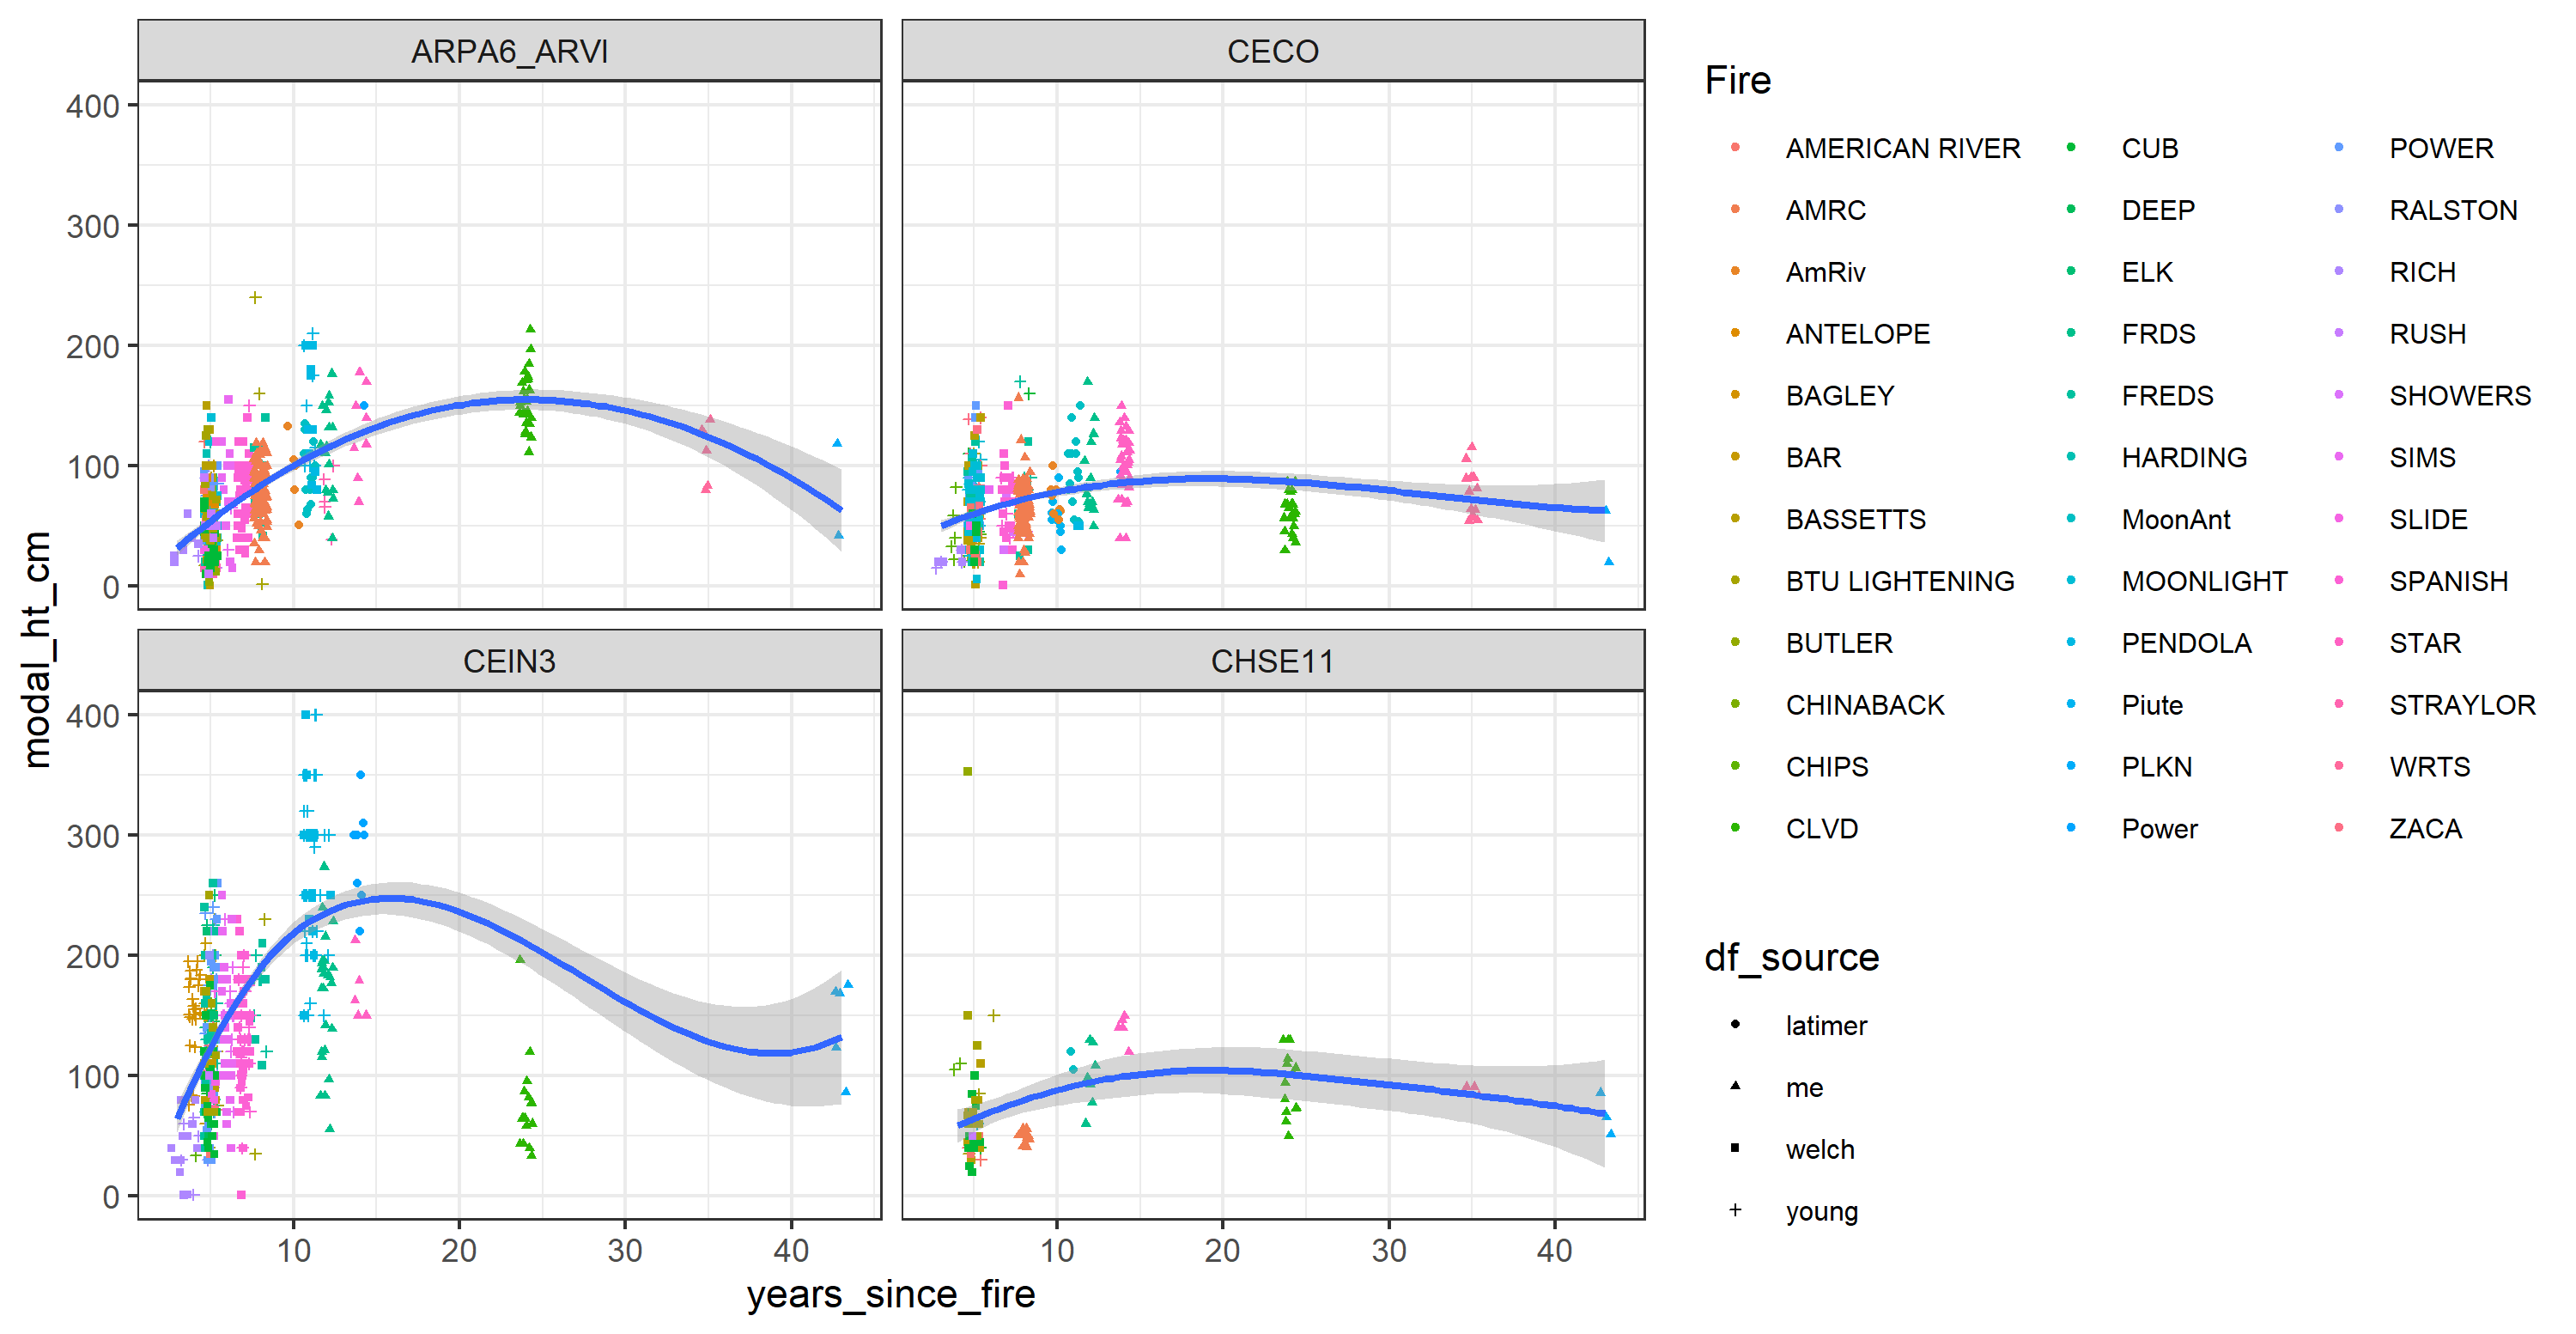 ARPA6_ARVI
CECO
400
300
200
100
0
CEIN3
CHSE11
400
300
200
100
0
10
20
30
40
10
20
30
40
modal_ht_cm
years_since_fire
Fire
AMERICAN RIVER
AMRC
AmRiv
ANTELOPE
BAGLEY
BAR
BASSETTS
BTU LIGHTENING
BUTLER
CHINABACK
CHIPS
CLVD
CUB
DEEP
ELK
FRDS
FREDS
HARDING
MoonAnt
MOONLIGHT
PENDOLA
Piute
PLKN
Power
POWER
RALSTON
RICH
RUSH
SHOWERS
SIMS
SLIDE
SPANISH
STAR
STRAYLOR
WRTS
ZACA
df_source
latimer
me
welch
young